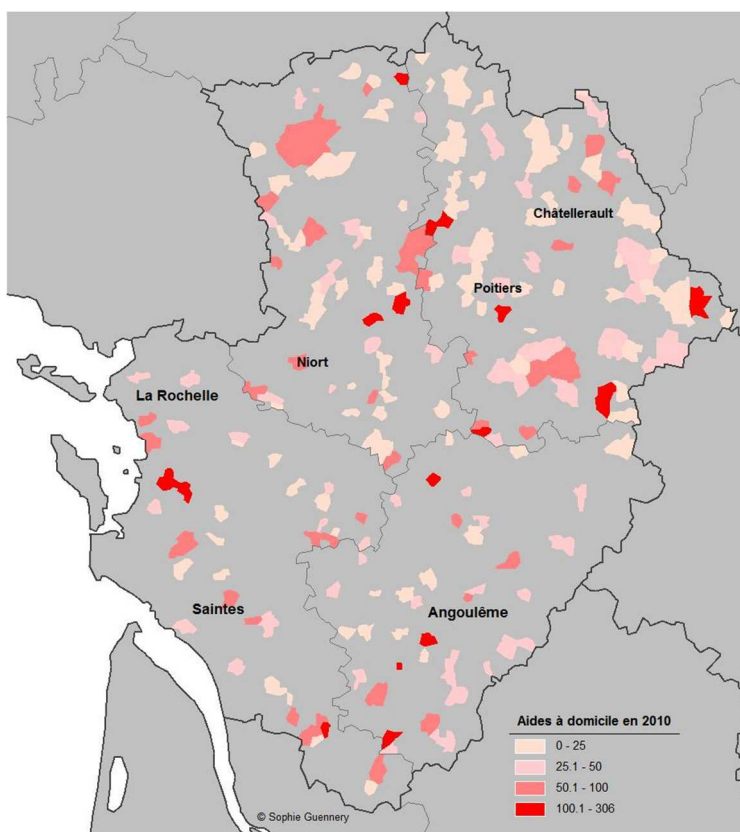 Châtellerault
Poitiers
Niort
La Rochelle
Saintes
Angoulême
Aides à domicile en 2010
0 - 25
25.1 - 50
50.1 - 100
100.1 - 306
© Sophie Guennery